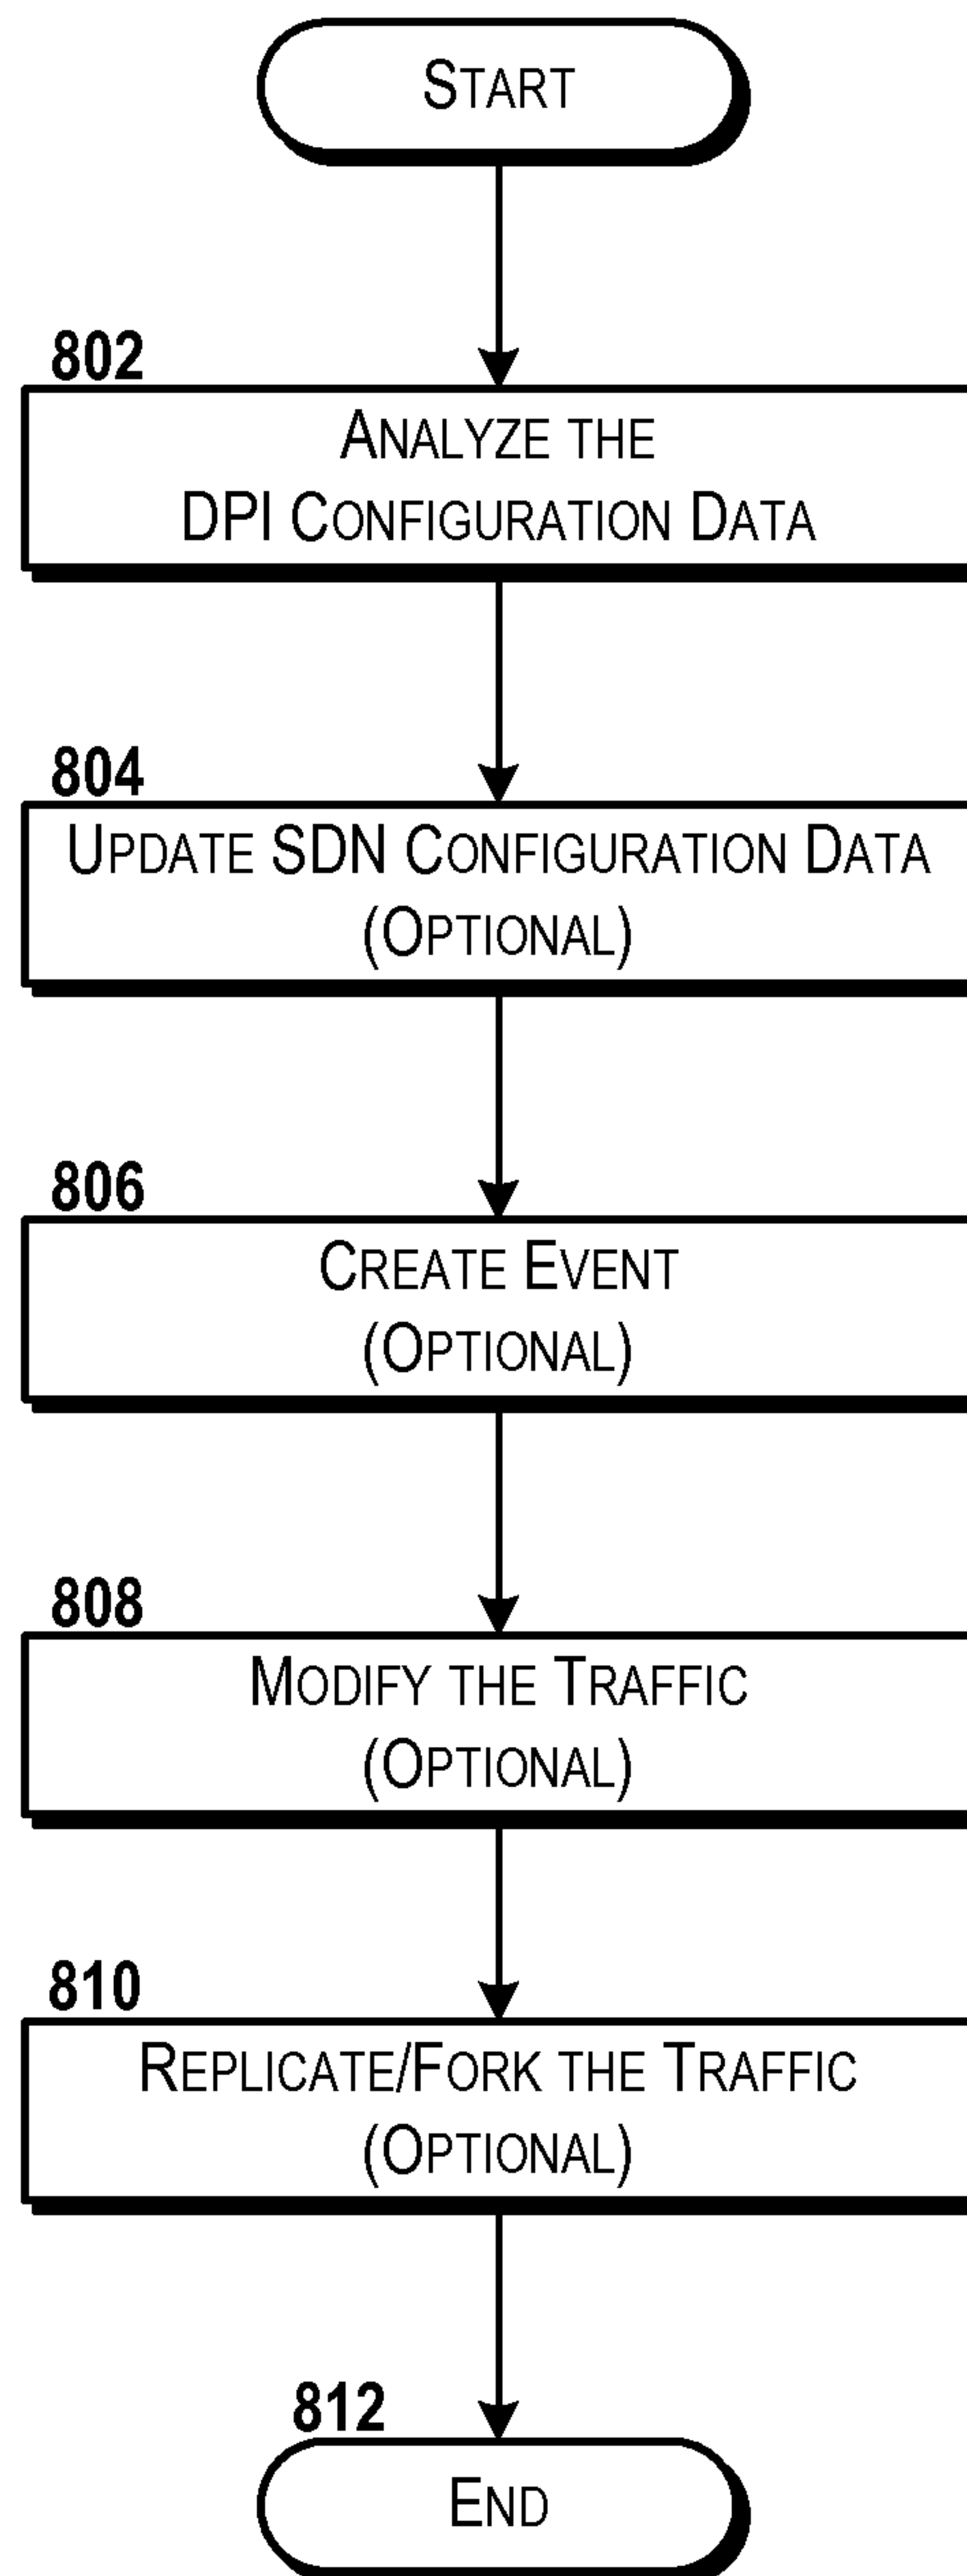 START
802
ANALYZE THE
DPI CONFIGURATION DATA
804
UPDATE SDN CONFIGURATION DATA
(OPTIONAL)
806
CREATE EVENT
(OPTIONAL)
808
MODIFY THE TRAFFIC
(OPTIONAL)
810
REPLICATE/FORK THE TRAFFIC
(OPTIONAL)
812
END